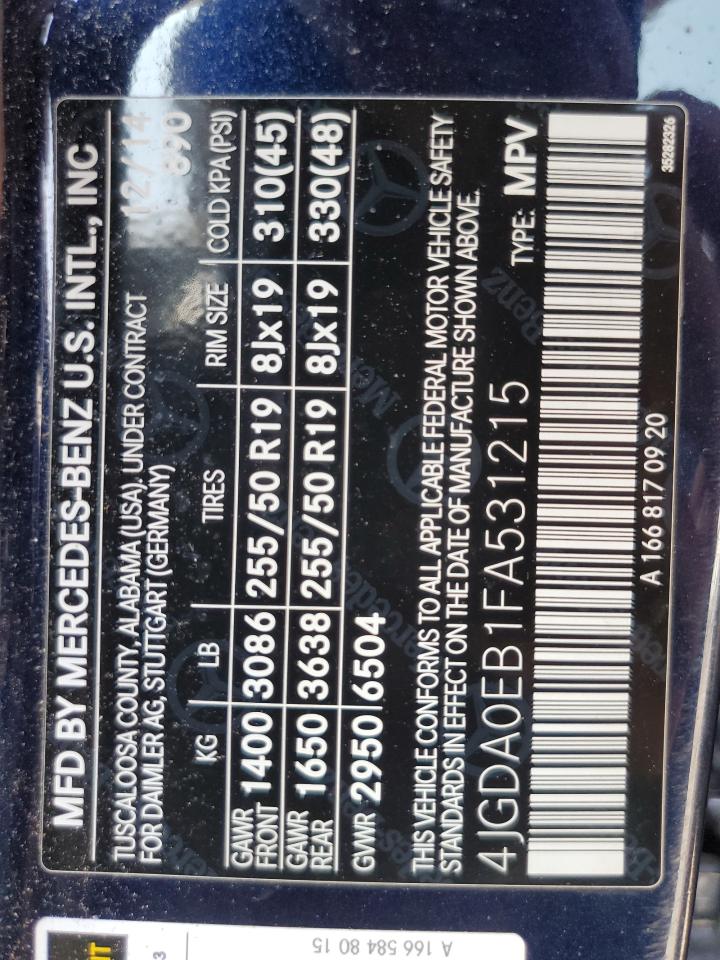 MFD BY MERCEDES-BENZ U.S. INTL., INC
TUSCALOOSA COUNTY, ALABAMA (USA). UNDER CONTRACT 12/14
FOR DAIMLER AG, STUTTGART (GERMANY) 890
KG LB TIRES RIM SIZE COLD KPA (PSI)
GAWR FRONT 1400 3086 255/50 R19 8Jx19 310(45)
GAWR REAR 1650 3638 255/50 R19 8Jx19 330(48)
GVWR 2950 6504
THIS VEHICLE CONFORMS TO ALL APPLICABLE FEDERAL MOTOR VEHICLE SAFETY
STANDARDS IN EFFECT ON THE DATE OF MANUFACTURE SHOWN ABOVE.
4JGDA0EB1FA531215 TYPE: MPV
A 166 817 09 20
35282326
A 166 584 80 15